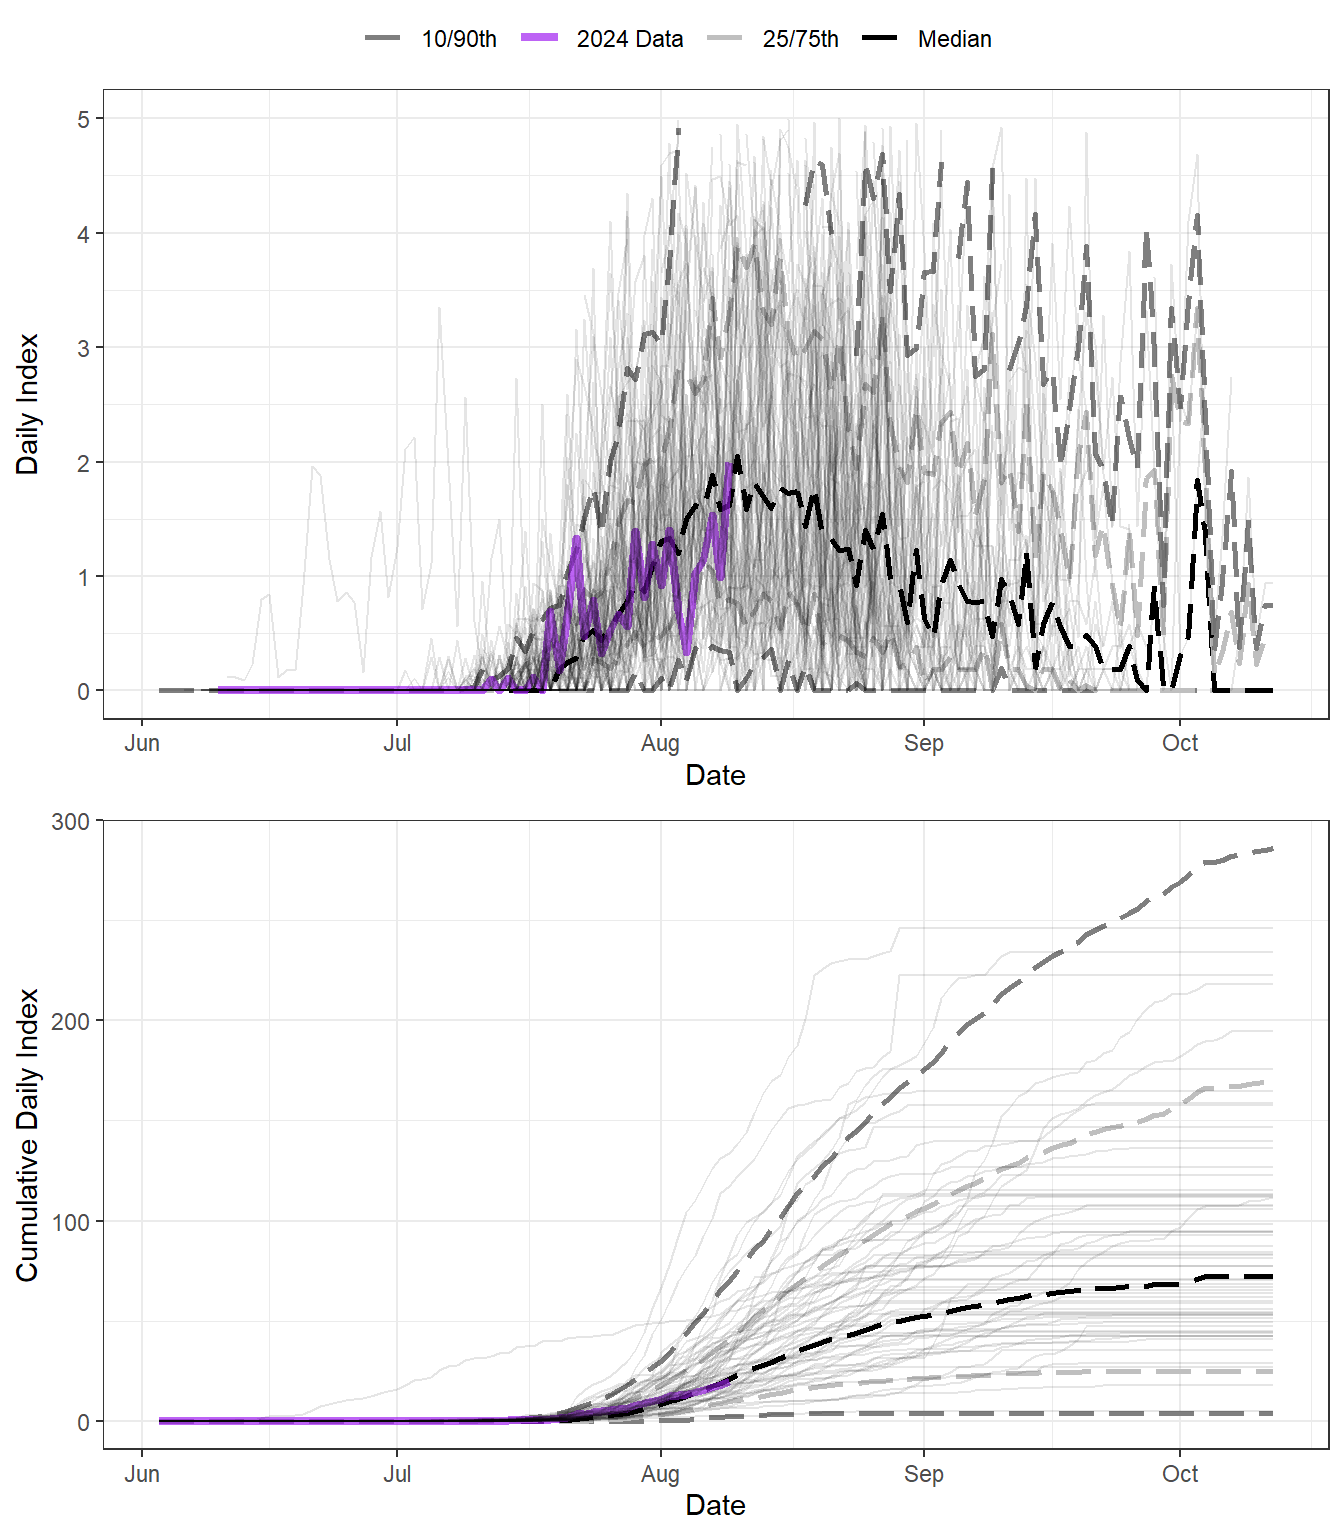 10/90th 2024 Data 25/75th Median
5
4
3
2
1
0
Daily Index
Jun Jul Aug Sep Oct
Date
300
200
100
0
Cumulative Daily Index
Jun Jul Aug Sep Oct
Date